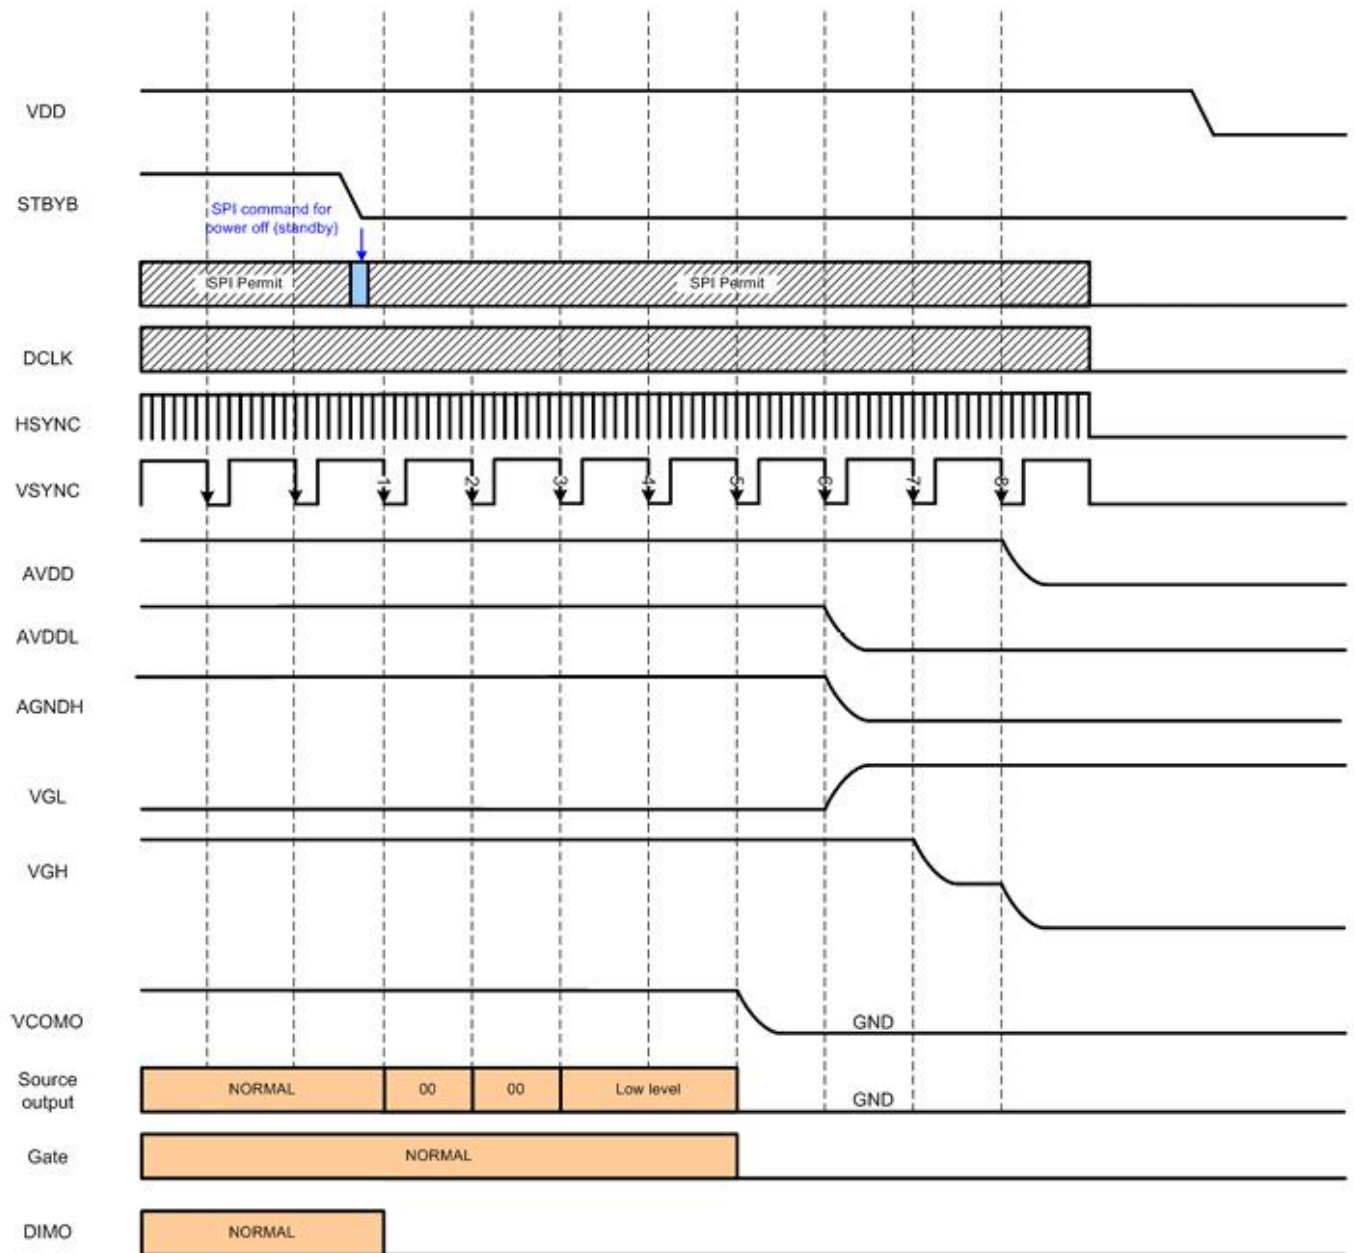 VDD
STBYB
SPI command for
power off (standby)
SPI Permit
SPI Permit
DCLK
HSYNC
VSYNC
1
2
3
4
5
6
7
8
AVDD
AVDDL
AGNDH
VGL
VGH
VCOMO
GND
Source
output
NORMAL
00
00
Low level
GND
Gate
NORMAL
DIMO
NORMAL